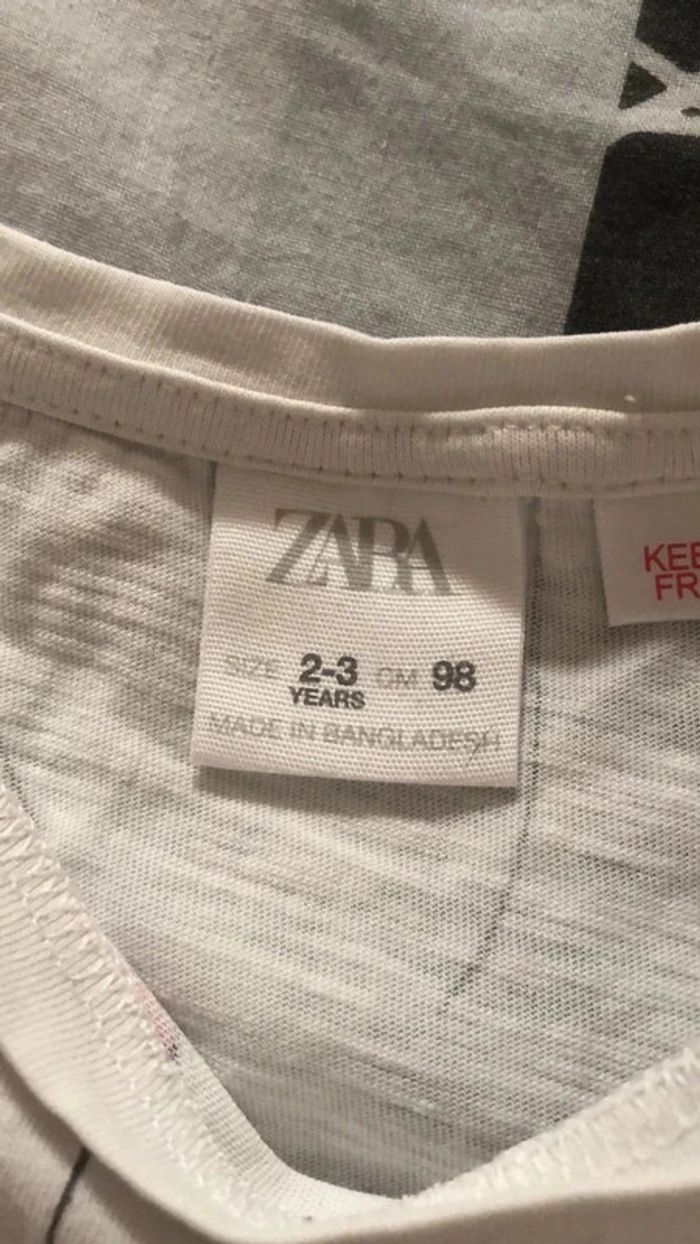 ZARA
SIZE 2-3 CM 98
YEARS
MADE IN BANGLADESH